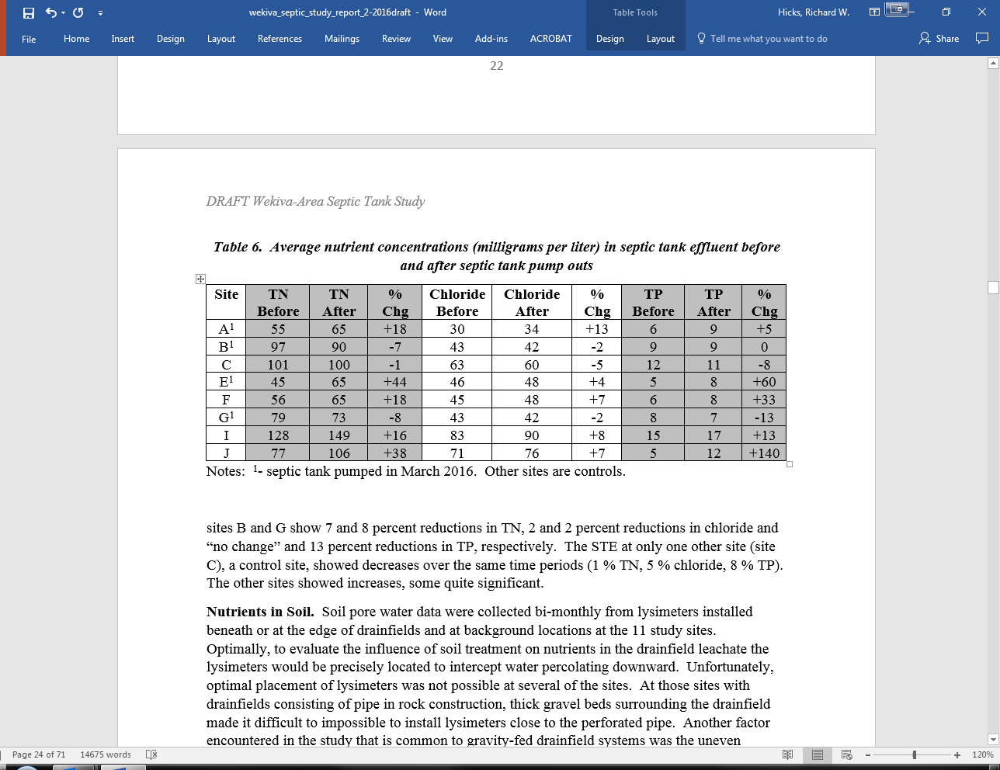 wekiva_septic_study_report_2-2016draft - Word
Table Tools
Hicks, Richard W.
File Home Insert Design Layout References Mailings Review View Add-ins ACROBAT Design Layout Tell me what you want to do Share
22
DRAFT Wekiva-Area Septic Tank Study
Table 6. Average nutrient concentrations (milligrams per liter) in septic tank effluent before
and after septic tank pump outs
Site TN Before TN After % Chg Chloride Before Chloride After % Chg TP Before TP After % Chg
A¹ 55 65 +18 30 34 +13 6 9 +5
B¹ 97 90 -7 43 42 -2 9 9 0
C 101 100 -1 63 60 -5 12 11 -8
E¹ 45 65 +44 46 48 +4 5 8 +60
F 56 65 +18 45 48 +7 6 8 +33
G¹ 79 73 -8 43 42 -2 8 7 -13
I 128 149 +16 83 90 +8 15 17 +13
J 77 106 +38 71 76 +7 5 12 +140
Notes: ¹- septic tank pumped in March 2016. Other sites are controls.
sites B and G show 7 and 8 percent reductions in TN, 2 and 2 percent reductions in chloride and
“no change” and 13 percent reductions in TP, respectively. The STE at only one other site (site
C), a control site, showed decreases over the same time periods (1 % TN, 5 % chloride, 8 % TP).
The other sites showed increases, some quite significant.
Nutrients in Soil. Soil pore water data were collected bi-monthly from lysimeters installed
beneath or at the edge of drainfields and at background locations at the 11 study sites.
Optimally, to evaluate the influence of soil treatment on nutrients in the drainfield leachate the
lysimeters would be precisely located to intercept water percolating downward. Unfortunately,
optimal placement of lysimeters was not possible at several of the sites. At those sites with
drainfields consisting of pipe in rock construction, thick gravel beds surrounding the drainfield
made it difficult to impossible to install lysimeters close to the perforated pipe. Another factor
encountered in the study that is common to gravity-fed drainfield systems was the uneven
Page 24 of 71 14675 words 120%